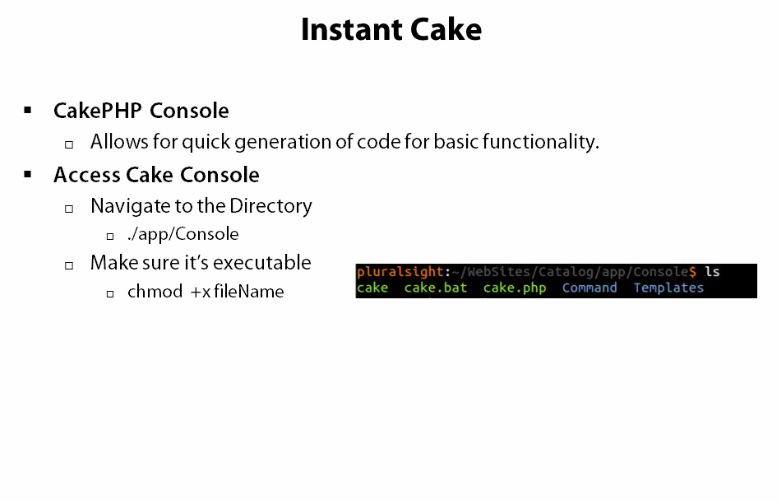 Instant Cake
CakePHP Console
Allows for quick generation of code for basic functionality.
Access Cake Console
Navigate to the Directory
./app/Console
Make sure it's executable
chmod +x fileName
pluralsight:~/WebSites/Catalog/app/Console$ ls
cake cake.bat cake.php Command Templates